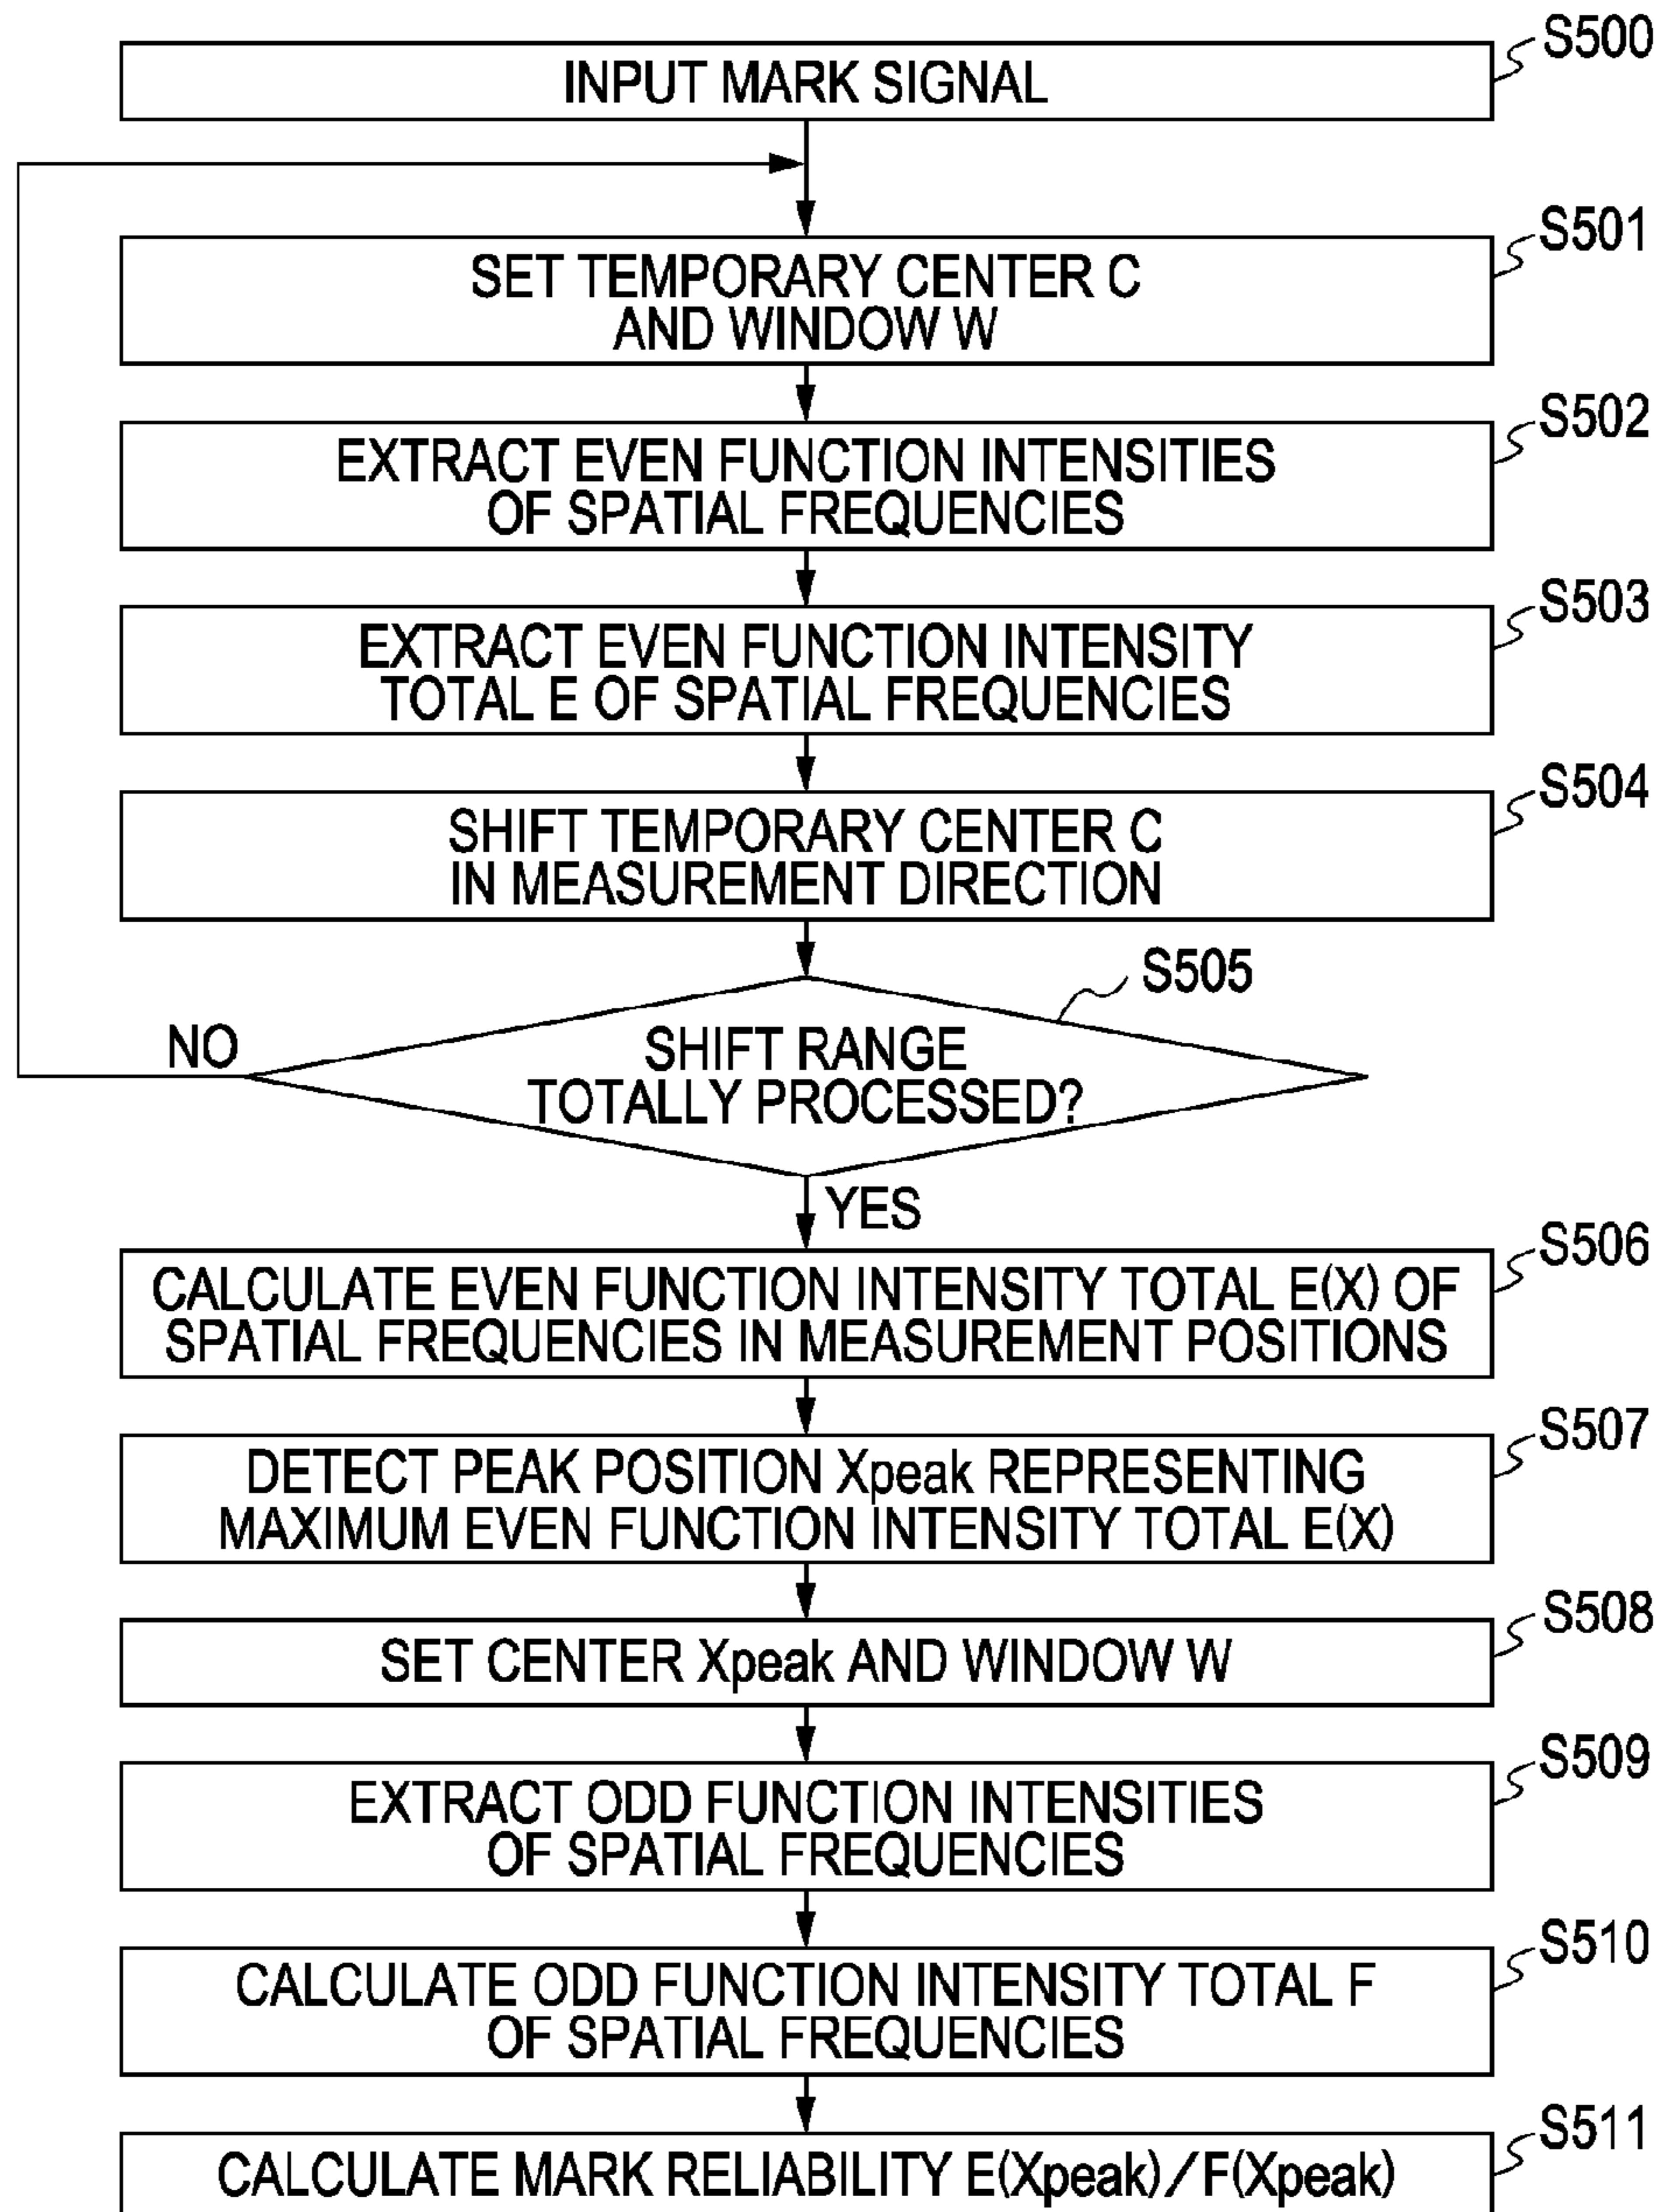 S500
INPUT MARK SIGNAL
S501
SET TEMPORARY CENTER C
AND WINDOW W
S502
EXTRACT EVEN FUNCTION INTENSITIES
OF SPATIAL FREQUENCIES
S503
EXTRACT EVEN FUNCTION INTENSITY
TOTAL E OF SPATIAL FREQUENCIES
S504
SHIFT TEMPORARY CENTER C
IN MEASUREMENT DIRECTION
S505
NO
SHIFT RANGE
TOTALLY PROCESSED?
YES
S506
CALCULATE EVEN FUNCTION INTENSITY TOTAL E(X) OF
SPATIAL FREQUENCIES IN MEASUREMENT POSITIONS
S507
DETECT PEAK POSITION Xpeak REPRESENTING
MAXIMUM EVEN FUNCTION INTENSITY TOTAL E(X)
S508
SET CENTER Xpeak AND WINDOW W
S509
EXTRACT ODD FUNCTION INTENSITIES
OF SPATIAL FREQUENCIES
S510
CALCULATE ODD FUNCTION INTENSITY TOTAL F
OF SPATIAL FREQUENCIES
S511
CALCULATE MARK RELIABILITY E(Xpeak)/F(Xpeak)